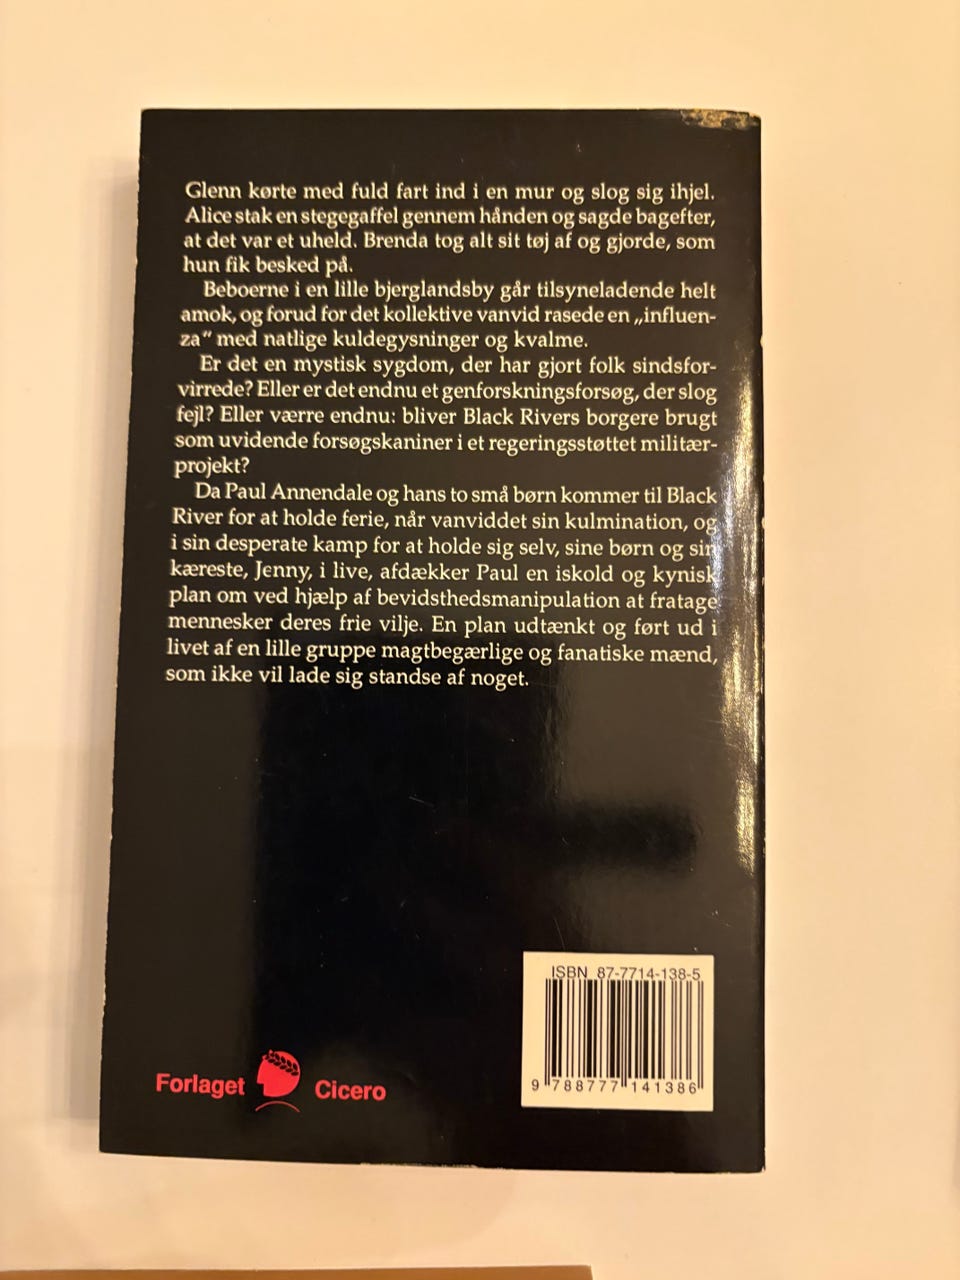 Glenn kørte med fuld fart ind i en mur og slog sig ihjel.
Alice stak en stegegaffel gennem hånden og sagde bagefter,
at det var et uheld. Brenda tog alt sit tøj af og gjorde, som
hun fik besked på.
Beboerne i en lille bjerglandsby går tilsyneladende helt
amok, og forud for det kollektive vanvid rasede en „influen-
za“ med natlige kuldegysninger og kvalme.
Er det en mystisk sygdom, der har gjort folk sindsfor-
virrede? Eller er det endnu et genforskningsforsøg, der slog
fejl? Eller værre endnu: bliver Black Rivers borgere brugt
som uvidende forsøgskaniner i et regeringsstøttet militær-
projekt?
Da Paul Annendale og hans to små børn kommer til Black
River for at holde ferie, når vanviddet sin kulmination, og
i sin desperate kamp for at holde sig selv, sine børn og sin
kæreste, Jenny, i live, afdækker Paul en iskold og kynisk
plan om ved hjælp af bevidsthedsmanipulation at fratage
mennesker deres frie vilje. En plan udtænkt og ført ud i
livet af en lille gruppe magtbegærlige og fanatiske mænd,
som ikke vil lade sig standse af noget.
ISBN 87-7714-138-5
9 788777 141386
Forlaget Cicero